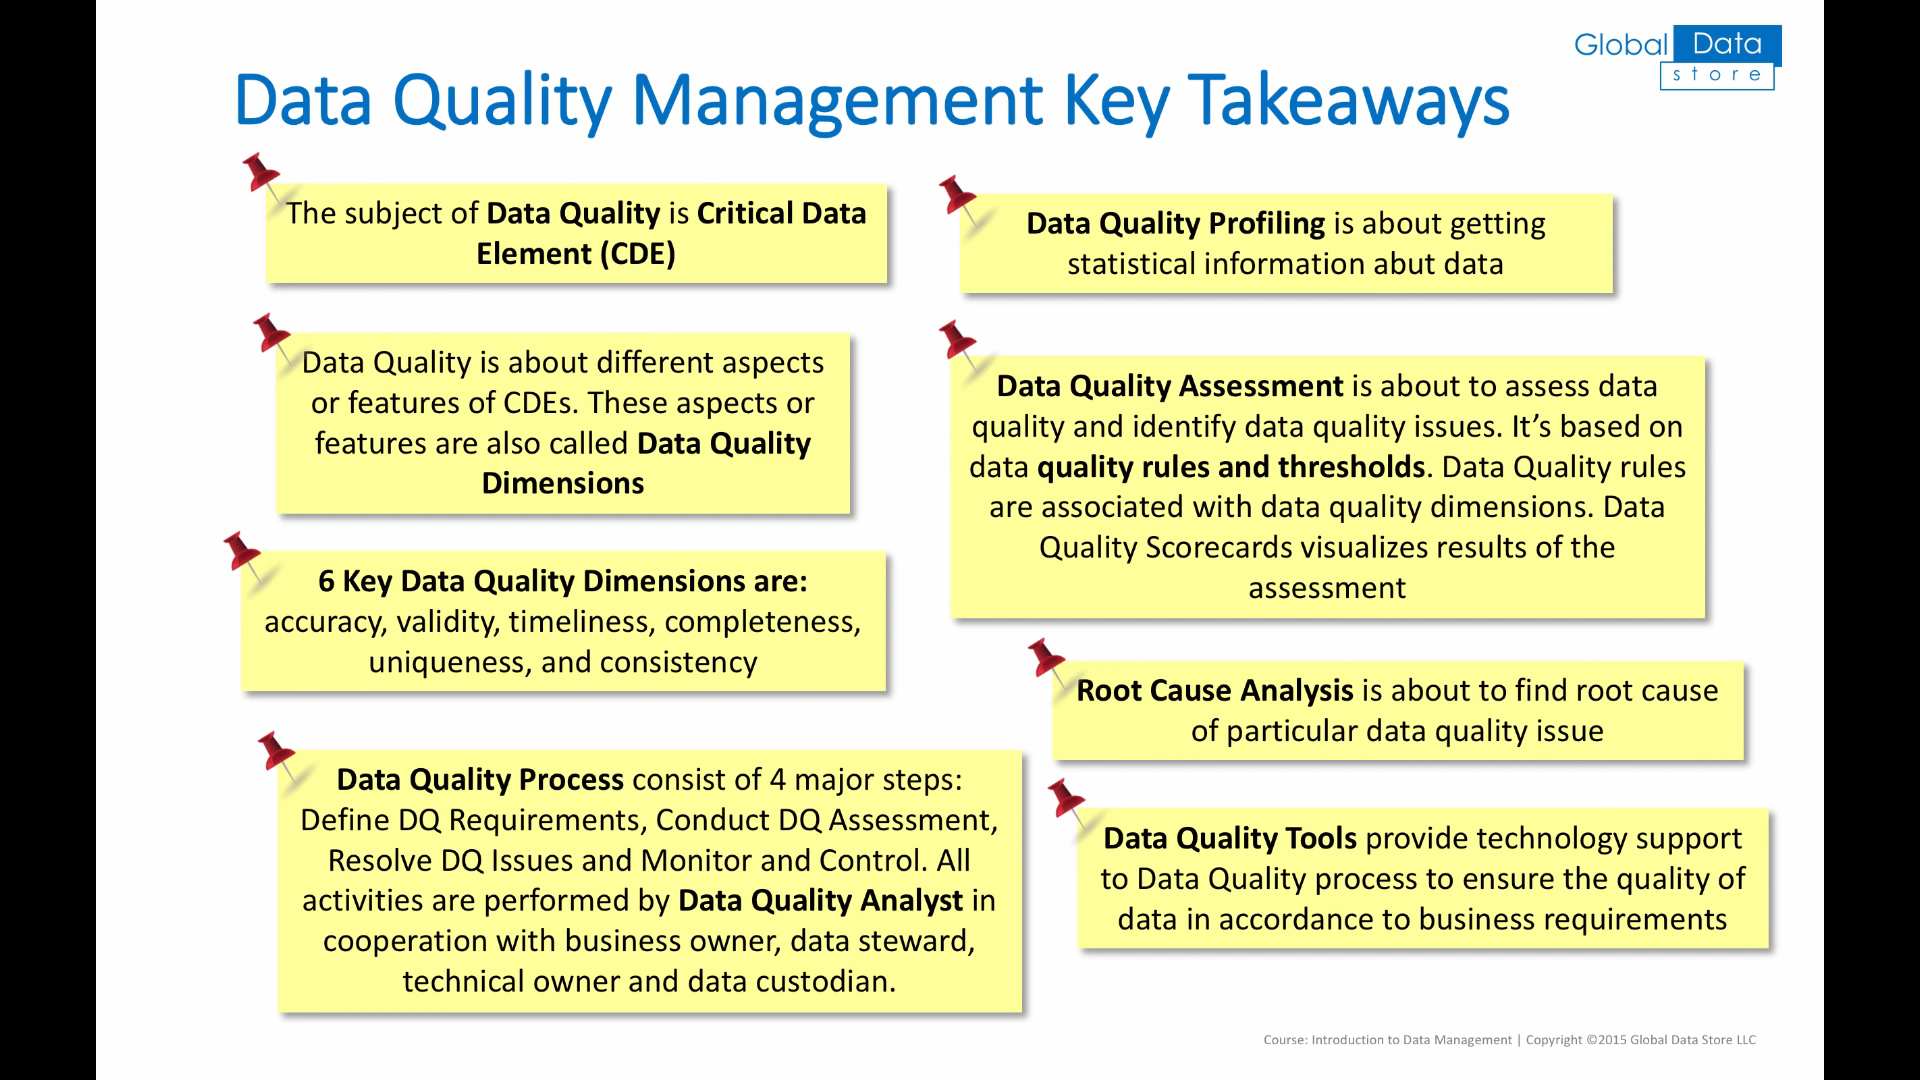 Global Data
store
Data Quality Management Key Takeaways
The subject of Data Quality is Critical Data
Element (CDE)
Data Quality is about different aspects
or features of CDEs. These aspects or
features are also called Data Quality
Dimensions
6 Key Data Quality Dimensions are:
accuracy, validity, timeliness, completeness,
uniqueness, and consistency
Data Quality Process consist of 4 major steps:
Define DQ Requirements, Conduct DQ Assessment,
Resolve DQ Issues and Monitor and Control. All
activities are performed by Data Quality Analyst in
cooperation with business owner, data steward,
technical owner and data custodian.
Data Quality Profiling is about getting
statistical information abut data
Data Quality Assessment is about to assess data
quality and identify data quality issues. It’s based on
data quality rules and thresholds. Data Quality rules
are associated with data quality dimensions. Data
Quality Scorecards visualizes results of the
assessment
Root Cause Analysis is about to find root cause
of particular data quality issue
Data Quality Tools provide technology support
to Data Quality process to ensure the quality of
data in accordance to business requirements
Course: Introduction to Data Management | Copyright ©2015 Global Data Store LLC